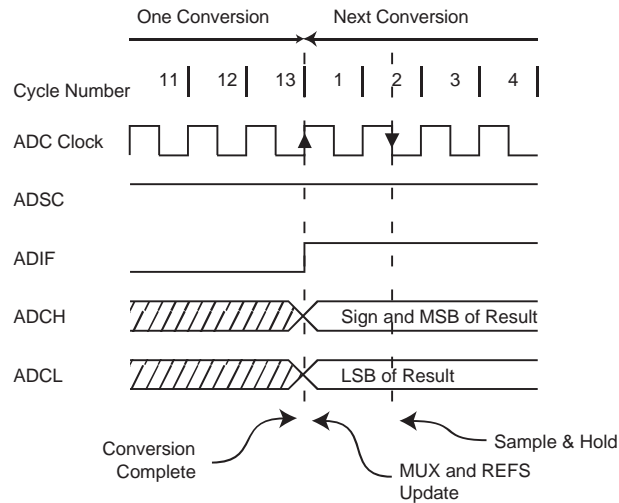 One Conversion Next Conversion
Cycle Number 11 12 13 1 2 3 4
ADC Clock
ADSC
ADIF
ADCH Sign and MSB of Result
ADCL LSB of Result
Conversion
Complete
MUX and REFS
Update
Sample & Hold